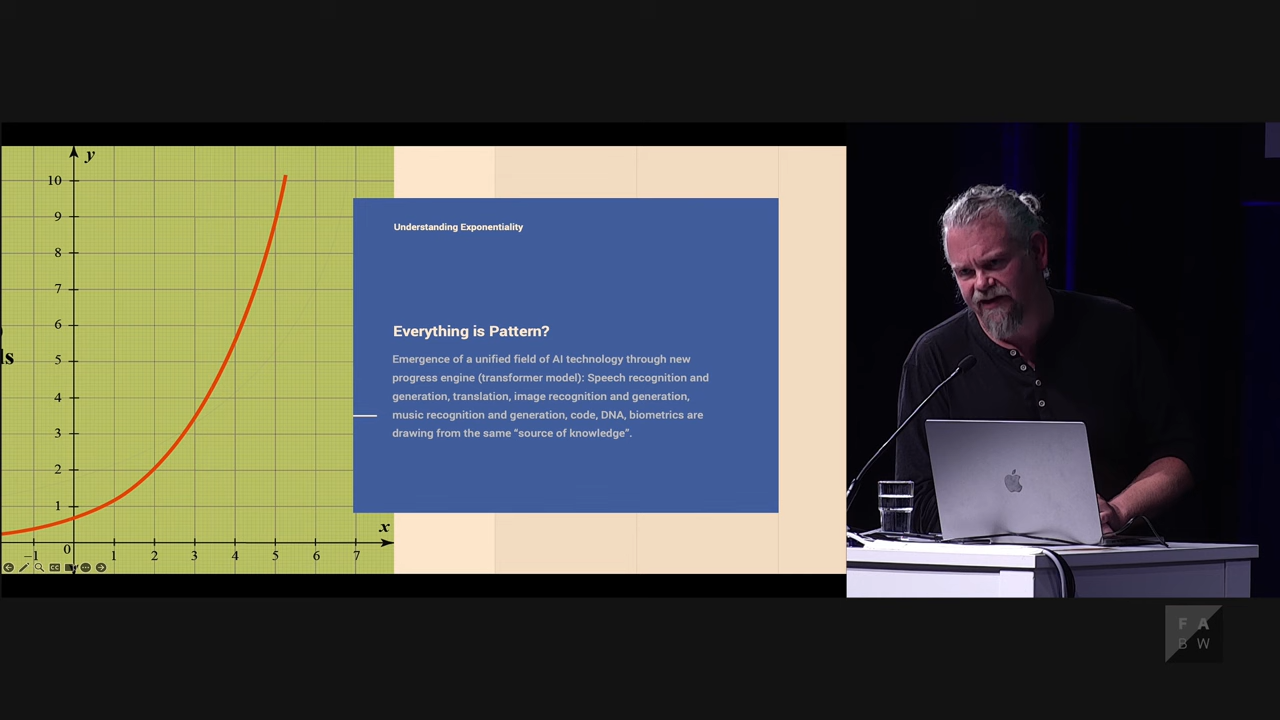 y
10
9
8
7
6
5
4
3
2
1
ls
x
−1 0 1 2 3 4 5 6 7
Understanding Exponentiality
Everything is Pattern?
Emergence of a unified field of AI technology through new
progress engine (transformer model): Speech recognition and
generation, translation, image recognition and generation,
music recognition and generation, code, DNA, biometrics are
drawing from the same “source of knowledge”.
F A
B W